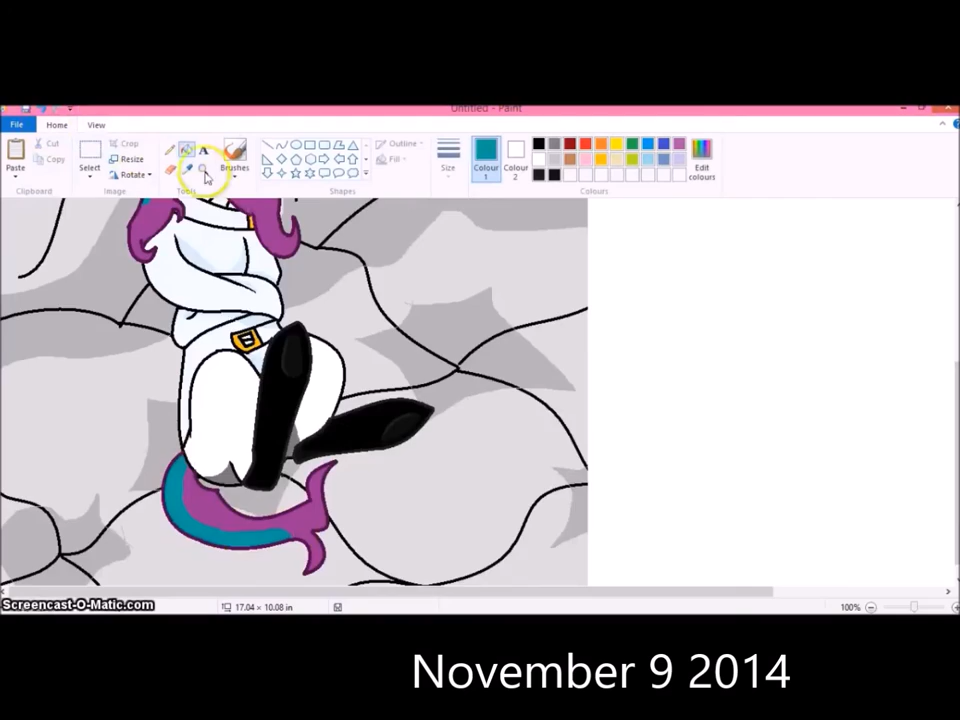 Untitled - Paint
File Home View
Cut
Copy
Paste
Crop
Resize
Rotate
Select
A
Brushes
Outline
Fill
Size
Colour 1
Colour 2
Edit colours
Clipboard Image Tools Shapes Colours
Screencast-O-Matic.com
17.04 × 10.08 in
100%
November 9 2014